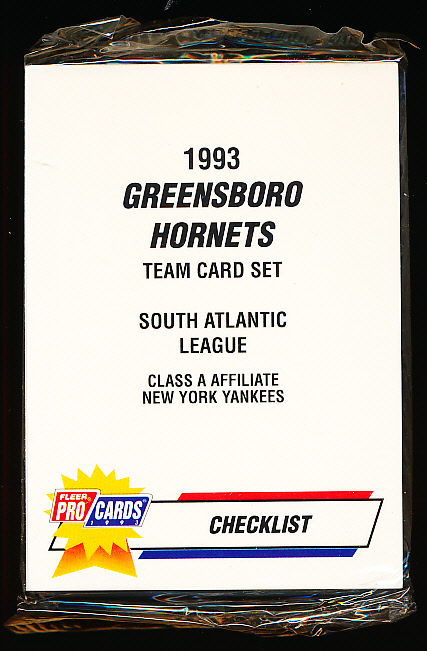 1993
GREENSBORO
HORNETS
TEAM CARD SET
SOUTH ATLANTIC
LEAGUE
CLASS A AFFILIATE
NEW YORK YANKEES
FLEER®
PRO CARDS®
1993
CHECKLIST